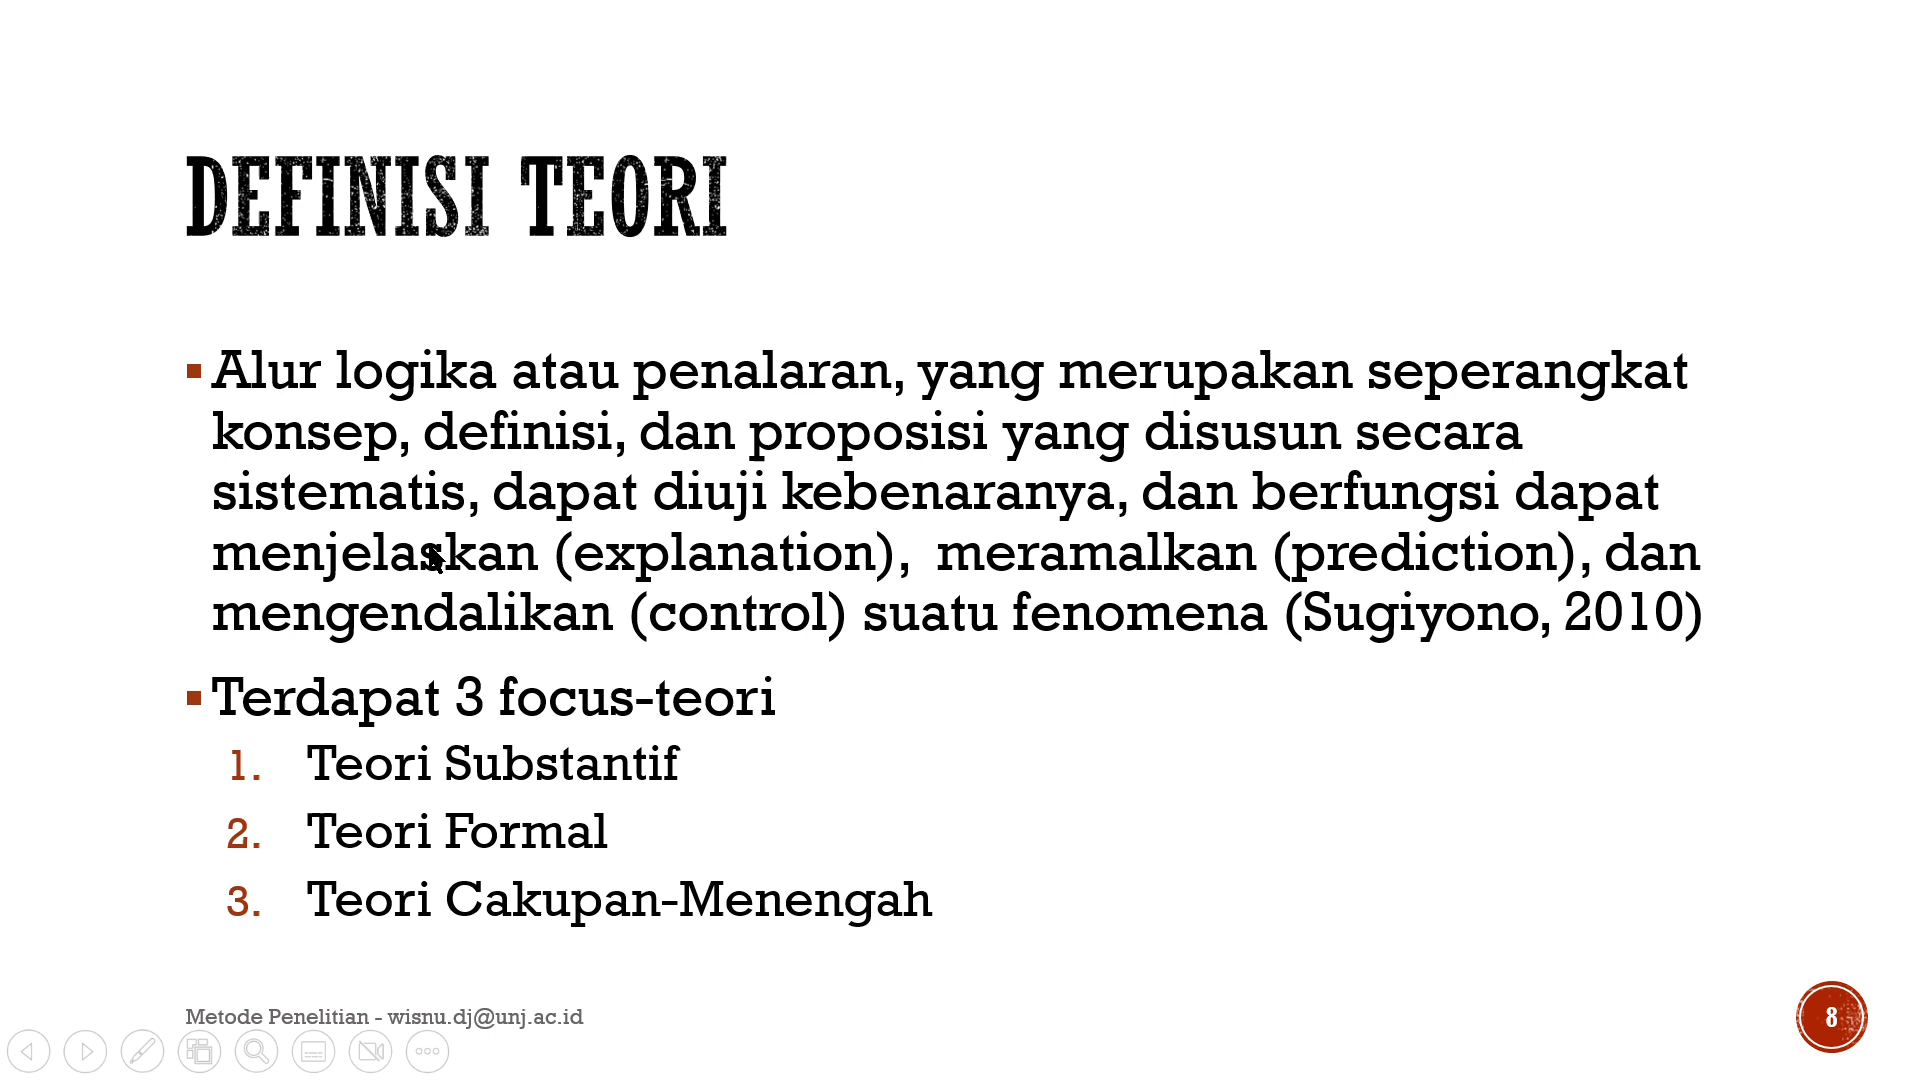 DEFINISI TEORI
Alur logika atau penalaran, yang merupakan seperangkat
konsep, definisi, dan proposisi yang disusun secara
sistematis, dapat diuji kebenaranya, dan berfungsi dapat
menjelaskan (explanation), meramalkan (prediction), dan
mengendalikan (control) suatu fenomena (Sugiyono, 2010)
Terdapat 3 focus-teori
1. Teori Substantif
2. Teori Formal
3. Teori Cakupan-Menengah
Metode Penelitian - wisnu.dj@unj.ac.id
8